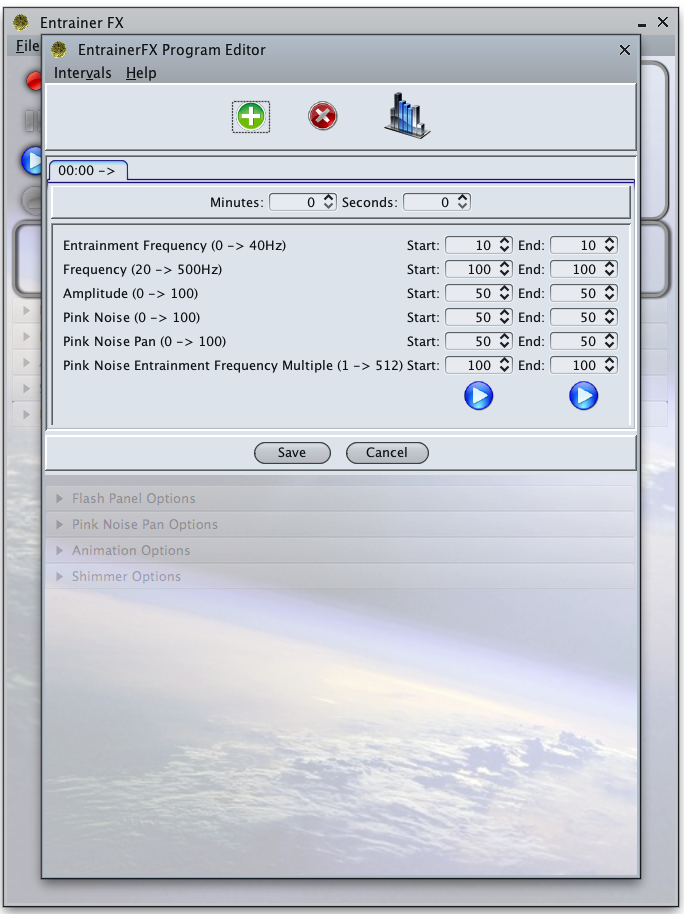 Entrainer FX
File
EntrainerFX Program Editor
Intervals Help
00:00 ->
Minutes: 0 Seconds: 0
Entrainment Frequency (0 -> 40Hz) Start: 10 End: 10
Frequency (20 -> 500Hz) Start: 100 End: 100
Amplitude (0 -> 100) Start: 50 End: 50
Pink Noise (0 -> 100) Start: 50 End: 50
Pink Noise Pan (0 -> 100) Start: 50 End: 50
Pink Noise Entrainment Frequency Multiple (1 -> 512) Start: 100 End: 100
Save Cancel
Flash Panel Options
Pink Noise Pan Options
Animation Options
Shimmer Options